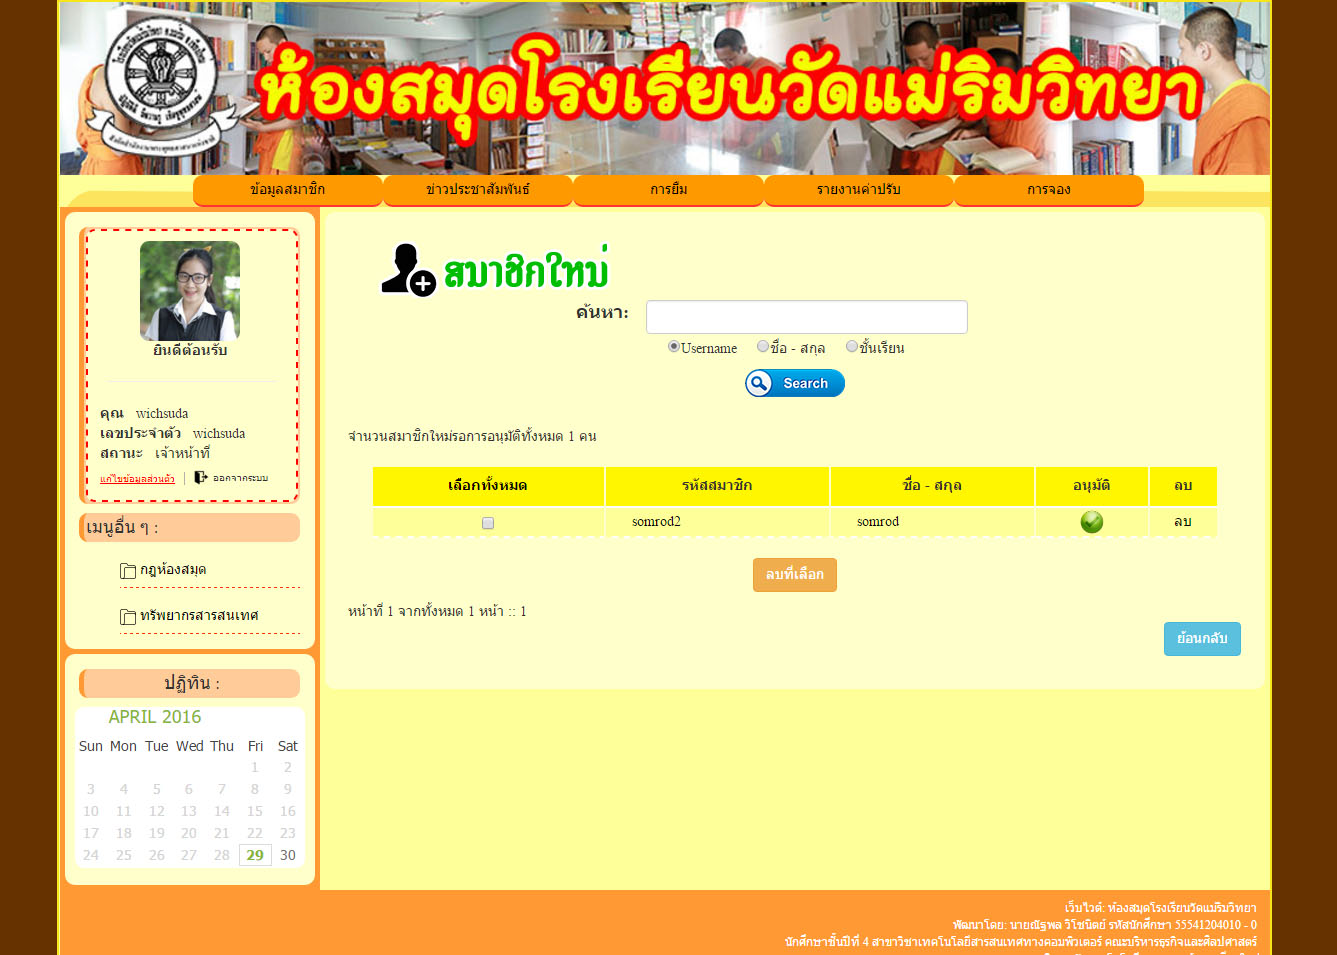 ห้องสมุดโรงเรียนวัดแม่ริมวิทยา
ข้อมูลสมาชิก ข่าวประชาสัมพันธ์ การยืม รายงานค่าปรับ การจอง
ยินดีต้อนรับ
คุณ wichsuda
เลขประจำตัว wichsuda
สถานะ เจ้าหน้าที่
แก้ไขข้อมูลส่วนตัว | ออกจากระบบ
เมนูอื่น ๆ :
กฎห้องสมุด
ทรัพยากรสารสนเทศ
ปฏิทิน :
APRIL 2016
Sun Mon Tue Wed Thu Fri Sat
1 2
3 4 5 6 7 8 9
10 11 12 13 14 15 16
17 18 19 20 21 22 23
24 25 26 27 28 29 30
สมาชิกใหม่
ค้นหา:
Username ชื่อ - สกุล ชั้นเรียน
Search
จำนวนสมาชิกใหม่รอการอนุมัติทั้งหมด 1 คน
เลือกทั้งหมด รหัสสมาชิก ชื่อ - สกุล อนุมัติ ลบ
somrod2 somrod ลบ
ลบที่เลือก
หน้าที่ 1 จากทั้งหมด 1 หน้า :: 1
ย้อนกลับ
เว็บไวต์: ห้องสมุดโรงเรียนวัดแม่ริมวิทยา
พัฒนาโดย: นายณัฐพล วิโชนิตย์ รหัสนักศึกษา 55541204010 - 0
นักศึกษาชั้นปีที่ 4 สาขาวิชาเทคโนโลยีสารสนเทศทางคอมพิวเตอร์ คณะบริหารธุรกิจและศิลปศาสตร์